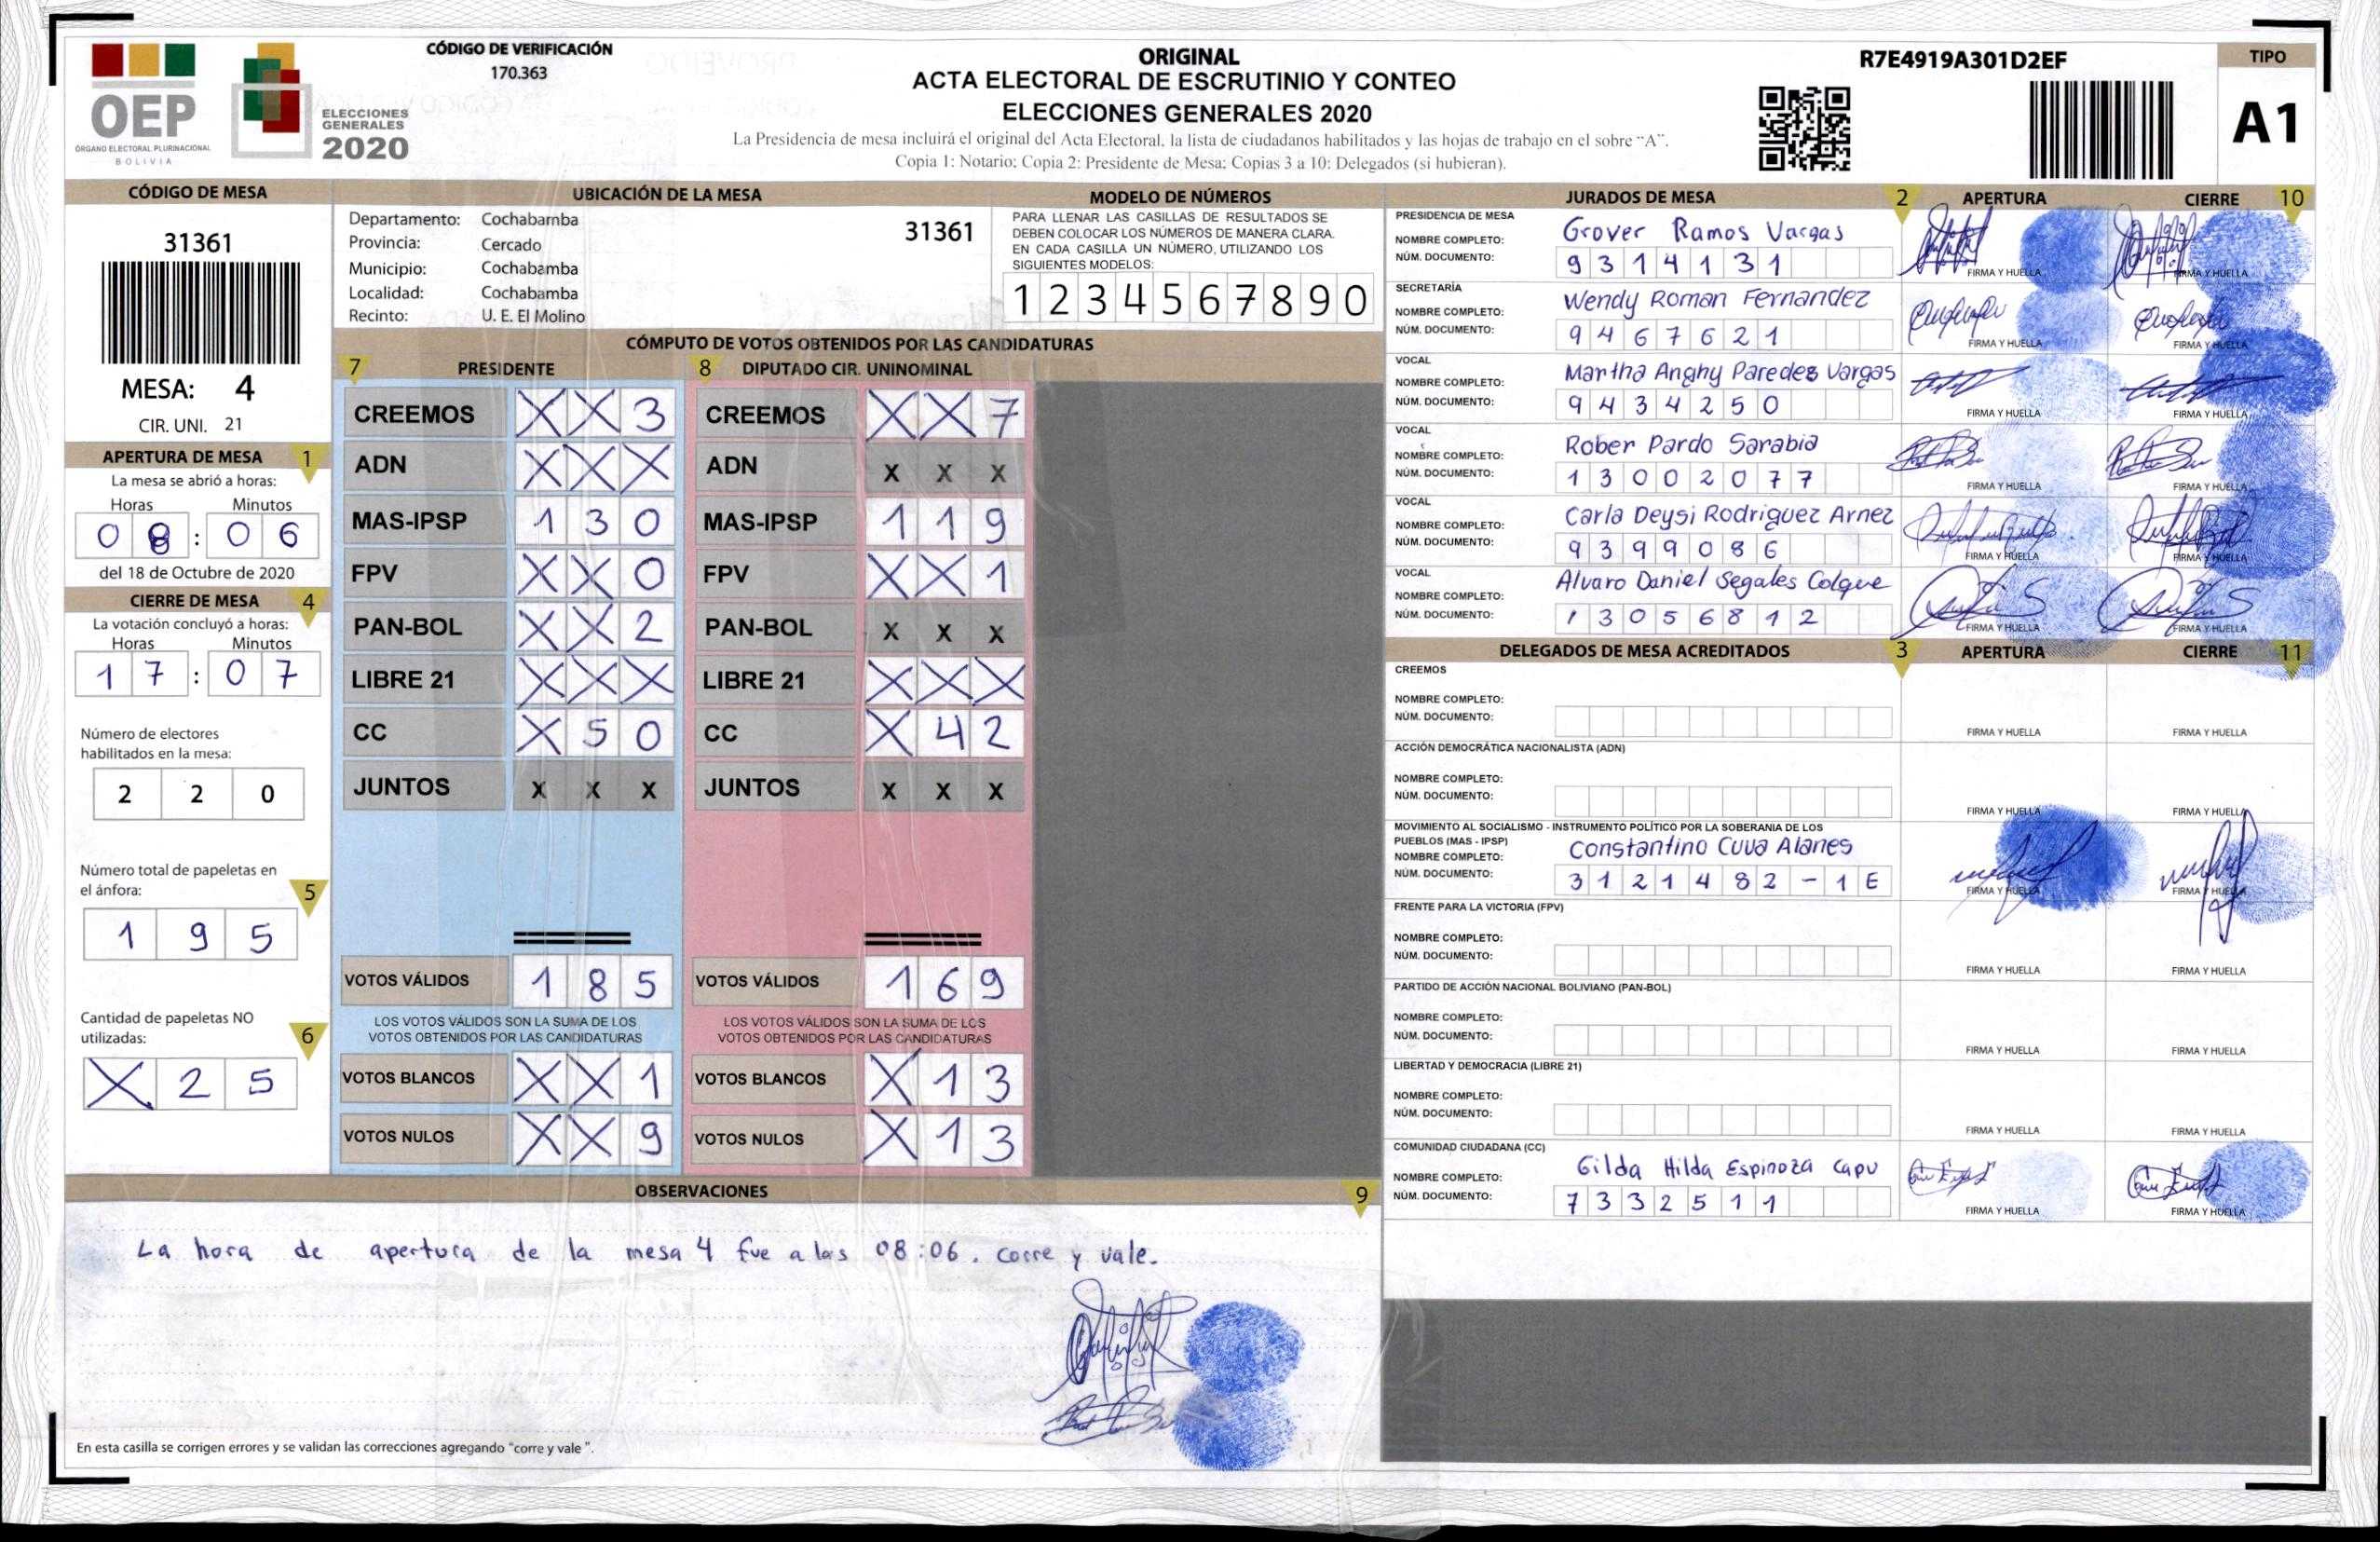 OEP
ÓRGANO ELECTORAL PLURINACIONAL
BOLIVIA
ELECCIONES
GENERALES
2020
CÓDIGO DE VERIFICACIÓN
170.363
ORIGINAL
ACTA ELECTORAL DE ESCRUTINIO Y CONTEO
ELECCIONES GENERALES 2020
La Presidencia de mesa incluirá el original del Acta Electoral, la lista de ciudadanos habilitados y las hojas de trabajo en el sobre "A".
Copia 1: Notario; Copia 2: Presidente de Mesa; Copias 3 a 10: Delegados (si hubieran).
R7E4919A301D2EF
TIPO
A1
CÓDIGO DE MESA
31361
MESA: 4
CIR. UNI. 21
APERTURA DE MESA 1
La mesa se abrió a horas:
Horas Minutos
08 : 06
del 18 de Octubre de 2020
CIERRE DE MESA 4
La votación concluyó a horas:
Horas Minutos
17 : 07
Número de electores
habilitados en la mesa:
2 2 0
Número total de papeletas en
el ánfora: 5
1 9 5
Cantidad de papeletas NO
utilizadas: 6
X 2 5
UBICACIÓN DE LA MESA
Departamento: Cochabamba 31361
Provincia: Cercado
Municipio: Cochabamba
Localidad: Cochabamba
Recinto: U. E. El Molino
MODELO DE NÚMEROS
PARA LLENAR LAS CASILLAS DE RESULTADOS SE
DEBEN COLOCAR LOS NÚMEROS DE MANERA CLARA.
EN CADA CASILLA UN NÚMERO, UTILIZANDO LOS
SIGUIENTES MODELOS:
1 2 3 4 5 6 7 8 9 0
CÓMPUTO DE VOTOS OBTENIDOS POR LAS CANDIDATURAS
7 PRESIDENTE 8 DIPUTADO CIR. UNINOMINAL
CREEMOS X X 3 CREEMOS X X 7
ADN X X X ADN X X X
MAS-IPSP 1 3 0 MAS-IPSP 1 1 9
FPV X X 0 FPV X X 1
PAN-BOL X X 2 PAN-BOL X X X
LIBRE 21 X X X LIBRE 21 X X X
CC X 5 0 CC X 4 2
JUNTOS X X X JUNTOS X X X
VOTOS VÁLIDOS 1 8 5 VOTOS VÁLIDOS 1 6 9
LOS VOTOS VÁLIDOS SON LA SUMA DE LOS LOS VOTOS VÁLIDOS SON LA SUMA DE LOS
VOTOS OBTENIDOS POR LAS CANDIDATURAS VOTOS OBTENIDOS POR LAS CANDIDATURAS
VOTOS BLANCOS X X 1 VOTOS BLANCOS X 1 3
VOTOS NULOS X X 9 VOTOS NULOS X 1 3
OBSERVACIONES 9
La hora de apertura de la mesa 4 fue a las 08:06. corre y vale.
En esta casilla se corrigen errores y se validan las correcciones agregando "corre y vale ".
JURADOS DE MESA 2 APERTURA CIERRE 10
PRESIDENCIA DE MESA
NOMBRE COMPLETO: Grover Ramos Vargas
NÚM. DOCUMENTO: 9314131 FIRMA Y HUELLA FIRMA Y HUELLA
SECRETARÍA
NOMBRE COMPLETO: Wendy Roman Fernandez
NÚM. DOCUMENTO: 9467621 FIRMA Y HUELLA FIRMA Y HUELLA
VOCAL
NOMBRE COMPLETO: Martha Anghy Paredes Vargas
NÚM. DOCUMENTO: 9434250 FIRMA Y HUELLA FIRMA Y HUELLA
VOCAL
NOMBRE COMPLETO: Rober Pardo Sarabia
NÚM. DOCUMENTO: 13002077 FIRMA Y HUELLA FIRMA Y HUELLA
VOCAL
NOMBRE COMPLETO: Carla Deysi Rodriguez Arnez
NÚM. DOCUMENTO: 9399086 FIRMA Y HUELLA FIRMA Y HUELLA
VOCAL
NOMBRE COMPLETO: Alvaro Daniel Segales Colque
NÚM. DOCUMENTO: 13056812 FIRMA Y HUELLA FIRMA Y HUELLA
DELEGADOS DE MESA ACREDITADOS 3 APERTURA CIERRE 11
CREEMOS
NOMBRE COMPLETO:
NÚM. DOCUMENTO: FIRMA Y HUELLA FIRMA Y HUELLA
ACCIÓN DEMOCRÁTICA NACIONALISTA (ADN)
NOMBRE COMPLETO:
NÚM. DOCUMENTO: FIRMA Y HUELLA FIRMA Y HUELLA
MOVIMIENTO AL SOCIALISMO - INSTRUMENTO POLÍTICO POR LA SOBERANIA DE LOS
PUEBLOS (MAS - IPSP)
NOMBRE COMPLETO: Constantino Cuva Alanes
NÚM. DOCUMENTO: 3121482-1E FIRMA Y HUELLA FIRMA Y HUELLA
FRENTE PARA LA VICTORIA (FPV)
NOMBRE COMPLETO:
NÚM. DOCUMENTO: FIRMA Y HUELLA FIRMA Y HUELLA
PARTIDO DE ACCIÓN NACIONAL BOLIVIANO (PAN-BOL)
NOMBRE COMPLETO:
NÚM. DOCUMENTO: FIRMA Y HUELLA FIRMA Y HUELLA
LIBERTAD Y DEMOCRACIA (LIBRE 21)
NOMBRE COMPLETO:
NÚM. DOCUMENTO: FIRMA Y HUELLA FIRMA Y HUELLA
COMUNIDAD CIUDADANA (CC)
NOMBRE COMPLETO: Gilda Hilda Espinoza Capu
NÚM. DOCUMENTO: 7332511 FIRMA Y HUELLA FIRMA Y HUELLA